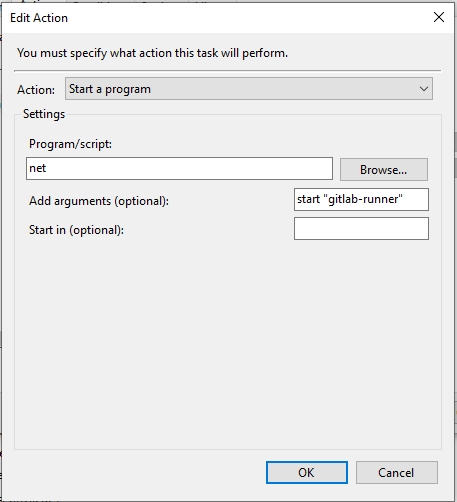 Edit Action
You must specify what action this task will perform.
Action: Start a program
Settings
Program/script:
net
Browse...
Add arguments (optional): start "gitlab-runner"
Start in (optional):
OK Cancel